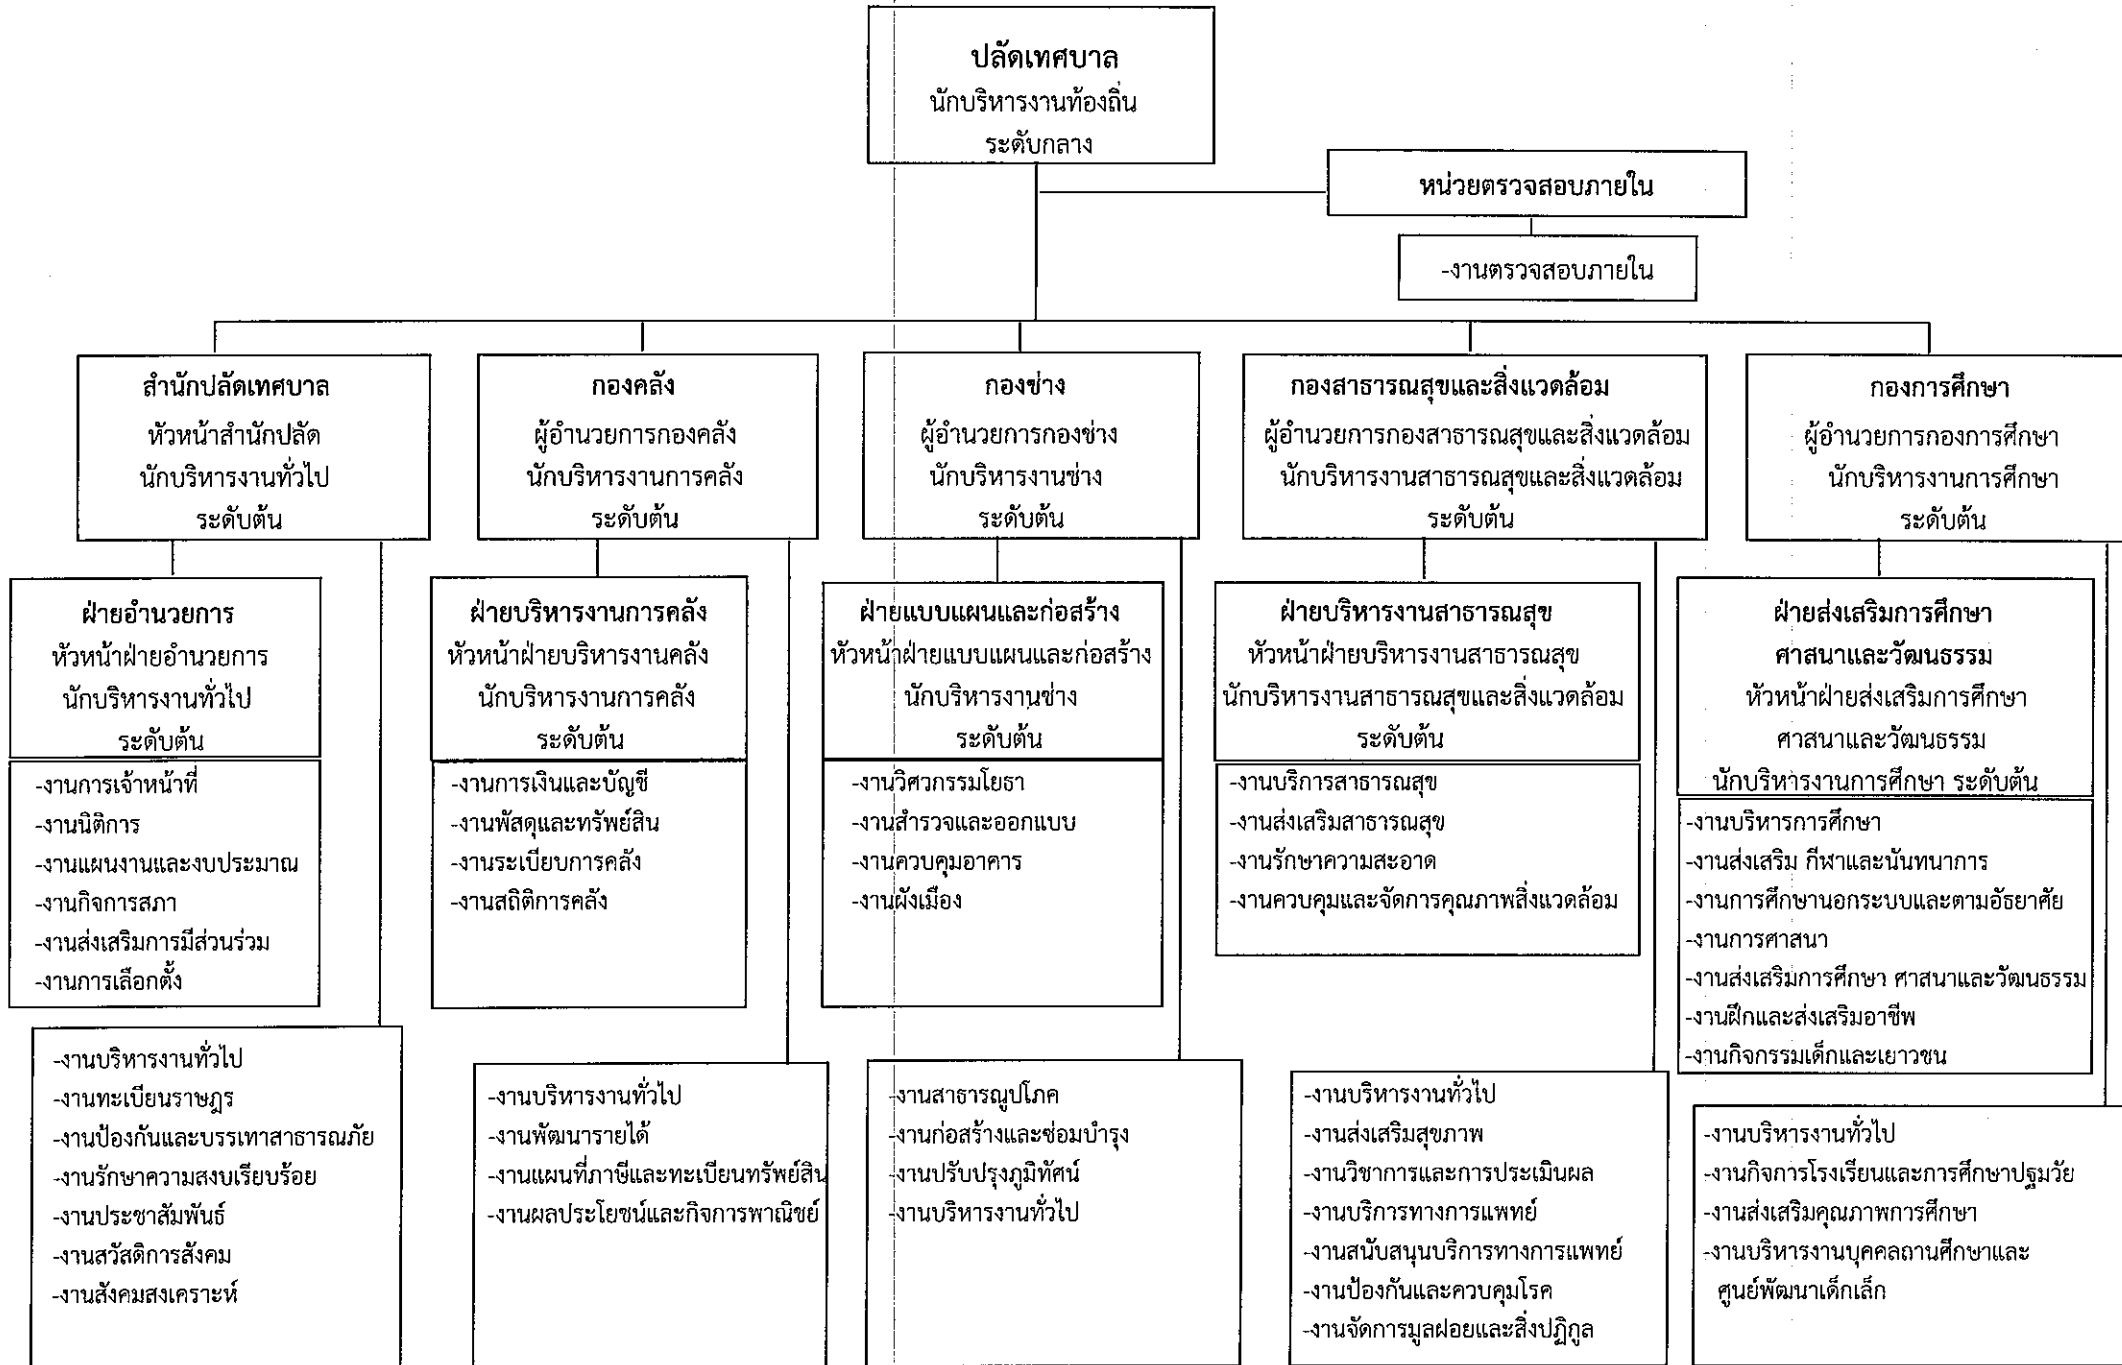 ปลัดเทศบาล
นักบริหารงานท้องถิ่น
ระดับกลาง
หน่วยตรวจสอบภายใน
-งานตรวจสอบภายใน
สำนักปลัดเทศบาล
หัวหน้าสำนักปลัด
นักบริหารงานทั่วไป
ระดับต้น
กองคลัง
ผู้อำนวยการกองคลัง
นักบริหารงานการคลัง
ระดับต้น
กองช่าง
ผู้อำนวยการกองช่าง
นักบริหารงานช่าง
ระดับต้น
กองสาธารณสุขและสิ่งแวดล้อม
ผู้อำนวยการกองสาธารณสุขและสิ่งแวดล้อม
นักบริหารงานสาธารณสุขและสิ่งแวดล้อม
ระดับต้น
กองการศึกษา
ผู้อำนวยการกองการศึกษา
นักบริหารงานการศึกษา
ระดับต้น
ฝ่ายอำนวยการ
หัวหน้าฝ่ายอำนวยการ
นักบริหารงานทั่วไป
ระดับต้น
-งานการเจ้าหน้าที่
-งานนิติการ
-งานแผนงานและงบประมาณ
-งานกิจการสภา
-งานส่งเสริมการมีส่วนร่วม
-งานการเลือกตั้ง
ฝ่ายบริหารงานการคลัง
หัวหน้าฝ่ายบริหารงานคลัง
นักบริหารงานการคลัง
ระดับต้น
-งานการเงินและบัญชี
-งานพัสดุและทรัพย์สิน
-งานระเบียบการคลัง
-งานสถิติการคลัง
ฝ่ายแบบแผนและก่อสร้าง
หัวหน้าฝ่ายแบบแผนและก่อสร้าง
นักบริหารงานช่าง
ระดับต้น
-งานวิศวกรรมโยธา
-งานสำรวจและออกแบบ
-งานควบคุมอาคาร
-งานผังเมือง
ฝ่ายบริหารงานสาธารณสุข
หัวหน้าฝ่ายบริหารงานสาธารณสุข
นักบริหารงานสาธารณสุขและสิ่งแวดล้อม
ระดับต้น
-งานบริการสาธารณสุข
-งานส่งเสริมสาธารณสุข
-งานรักษาความสะอาด
-งานควบคุมและจัดการคุณภาพสิ่งแวดล้อม
ฝ่ายส่งเสริมการศึกษา
ศาสนาและวัฒนธรรม
หัวหน้าฝ่ายส่งเสริมการศึกษา
ศาสนาและวัฒนธรรม
นักบริหารงานการศึกษา ระดับต้น
-งานบริหารการศึกษา
-งานส่งเสริม กีฬาและนันทนาการ
-งานการศึกษานอกระบบและตามอัธยาศัย
-งานการศาสนา
-งานส่งเสริมการศึกษา ศาสนาและวัฒนธรรม
-งานฝึกและส่งเสริมอาชีพ
-งานกิจกรรมเด็กและเยาวชน
-งานบริหารงานทั่วไป
-งานทะเบียนราษฎร
-งานป้องกันและบรรเทาสาธารณภัย
-งานรักษาความสงบเรียบร้อย
-งานประชาสัมพันธ์
-งานสวัสดิการสังคม
-งานสังคมสงเคราะห์
-งานบริหารงานทั่วไป
-งานพัฒนารายได้
-งานแผนที่ภาษีและทะเบียนทรัพย์สิน
-งานผลประโยชน์และกิจการพาณิชย์
-งานสาธารณูปโภค
-งานก่อสร้างและซ่อมบำรุง
-งานปรับปรุงภูมิทัศน์
-งานบริหารงานทั่วไป
-งานบริหารงานทั่วไป
-งานส่งเสริมสุขภาพ
-งานวิชาการและการประเมินผล
-งานบริการทางการแพทย์
-งานสนับสนุนบริการทางการแพทย์
-งานป้องกันและควบคุมโรค
-งานจัดการมูลฝอยและสิ่งปฏิกูล
-งานบริหารงานทั่วไป
-งานกิจการโรงเรียนและการศึกษาปฐมวัย
-งานส่งเสริมคุณภาพการศึกษา
-งานบริหารงานบุคคลถานศึกษาและ
ศูนย์พัฒนาเด็กเล็ก